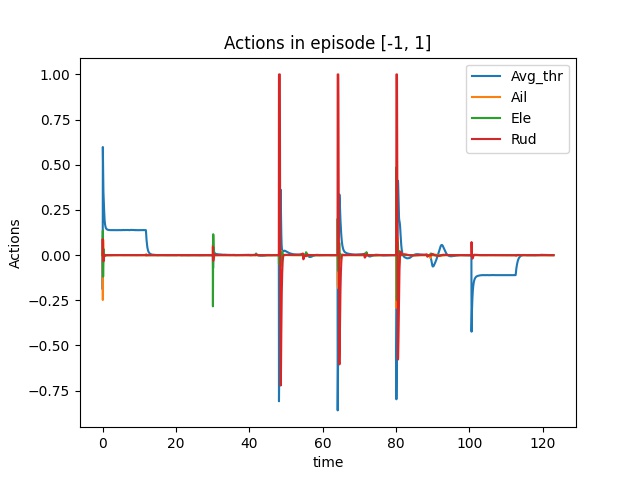 Actions in episode [-1, 1]
Actions
1.00
0.75
0.50
0.25
0.00
−0.25
−0.50
−0.75
Avg_thr
Ail
Ele
Rud
0 20 40 60 80 100 120
time